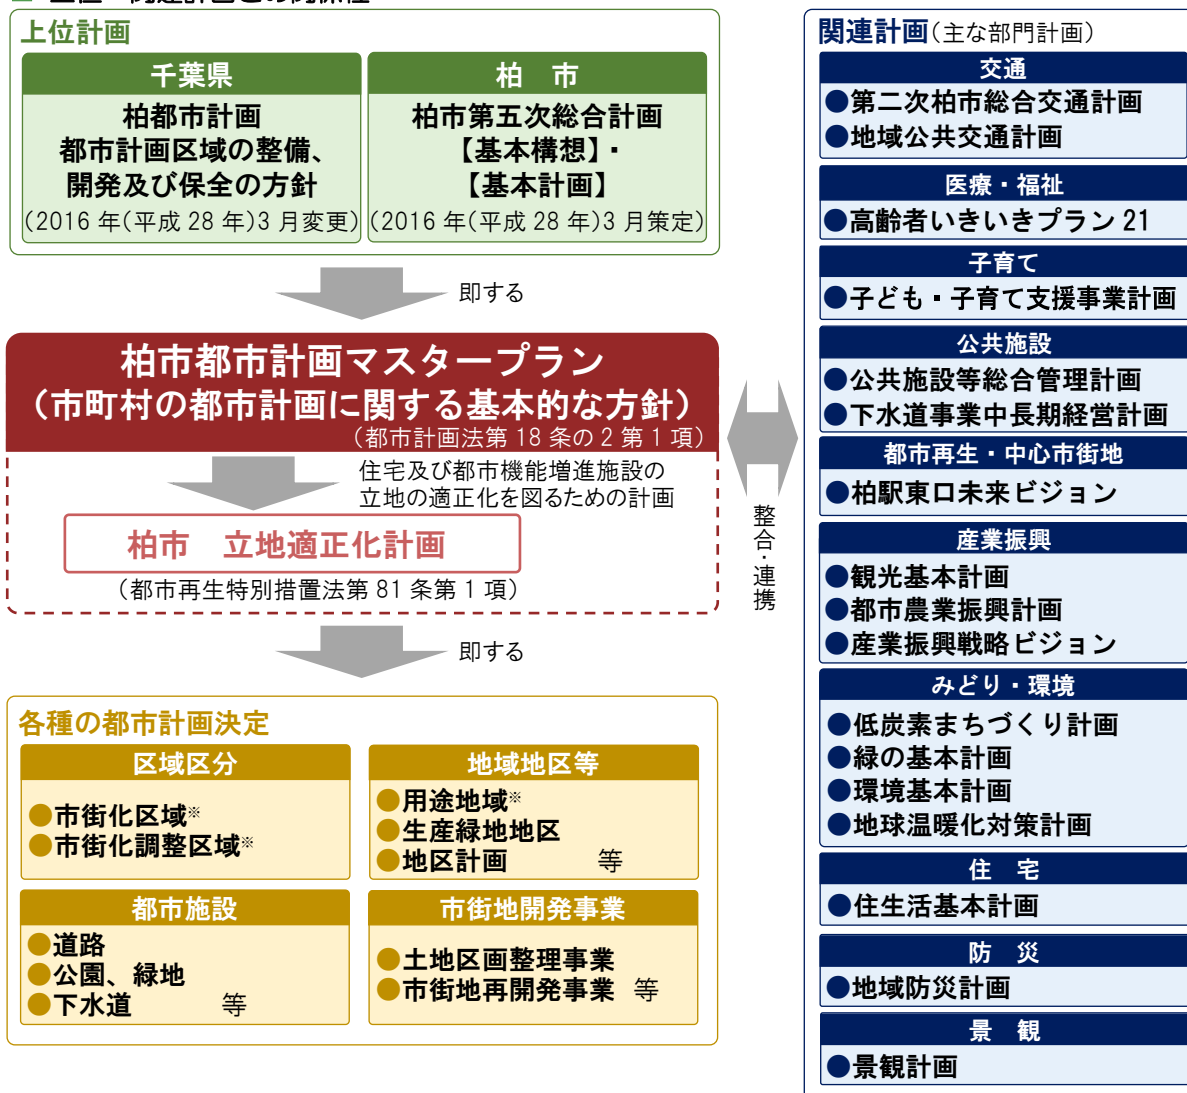 上位計画
千葉県
柏都市計画
都市計画区域の整備、
開発及び保全の方針
(2016 年(平成 28 年)3 月変更)
柏　市
柏市第五次総合計画
【基本構想】・
【基本計画】
(2016 年(平成 28 年)3 月策定)
即する
柏市都市計画マスタープラン
(市町村の都市計画に関する基本的な方針)
(都市計画法第 18 条の 2 第 1 項)
住宅及び都市機能増進施設の
立地の適正化を図るための計画
柏市　立地適正化計画
(都市再生特別措置法第 81 条第 1 項)
即する
各種の都市計画決定
区域区分
●市街化区域※
●市街化調整区域※
地域地区等
●用途地域※
●生産緑地地区
●地区計画　等
都市施設
●道路
●公園、緑地
●下水道　等
市街地開発事業
●土地区画整理事業
●市街地再開発事業　等
整合・連携
関連計画(主な部門計画)
交通
●第二次柏市総合交通計画
●地域公共交通計画
医療・福祉
●高齢者いきいきプラン 21
子育て
●子ども・子育て支援事業計画
公共施設
●公共施設等総合管理計画
●下水道事業中長期経営計画
都市再生・中心市街地
●柏駅東口未来ビジョン
産業振興
●観光基本計画
●都市農業振興計画
●産業振興戦略ビジョン
みどり・環境
●低炭素まちづくり計画
●緑の基本計画
●環境基本計画
●地球温暖化対策計画
住　宅
●住生活基本計画
防　災
●地域防災計画
景　観
●景観計画